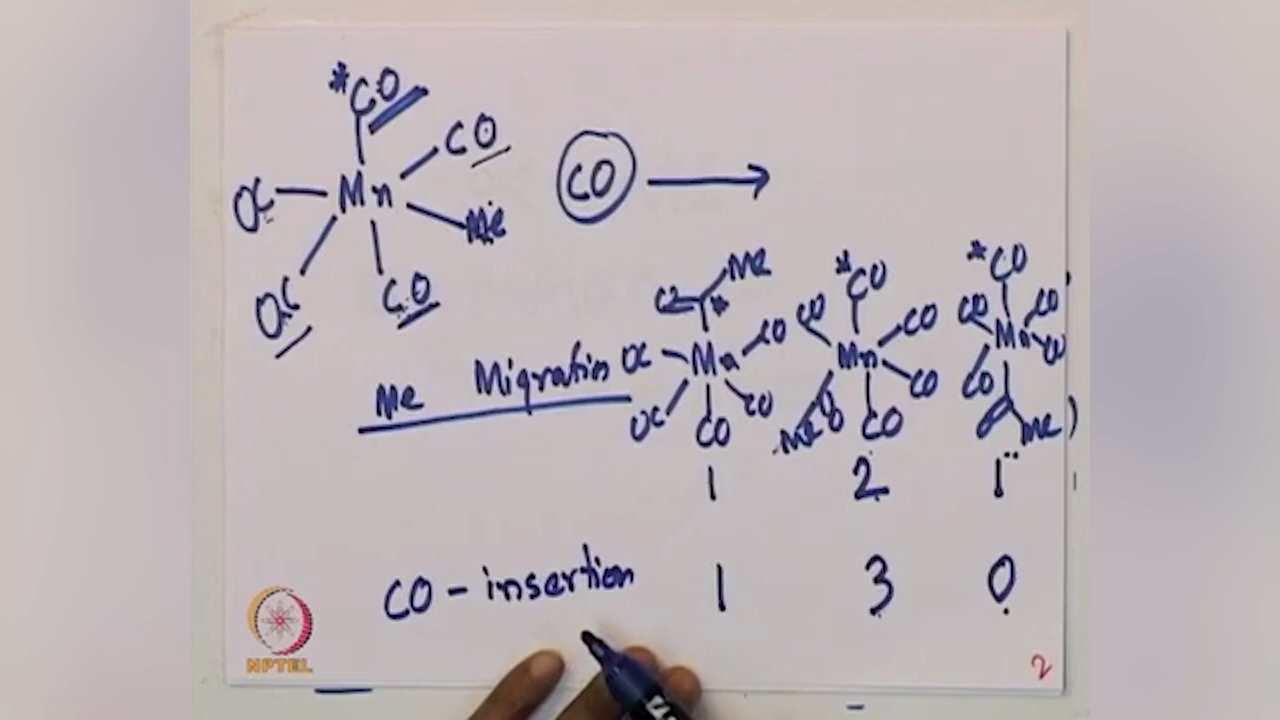 *CO
CO
OC Mn Me
OC CO
CO
Me
*
OC Mn CO
OC CO CO
*CO
CO CO
Mn CO
MeOC CO
*CO
CO CO
Mn CO
CO
Me
Me Migration
1 2 1
CO - insertion 1 3 0
NPTEL
2